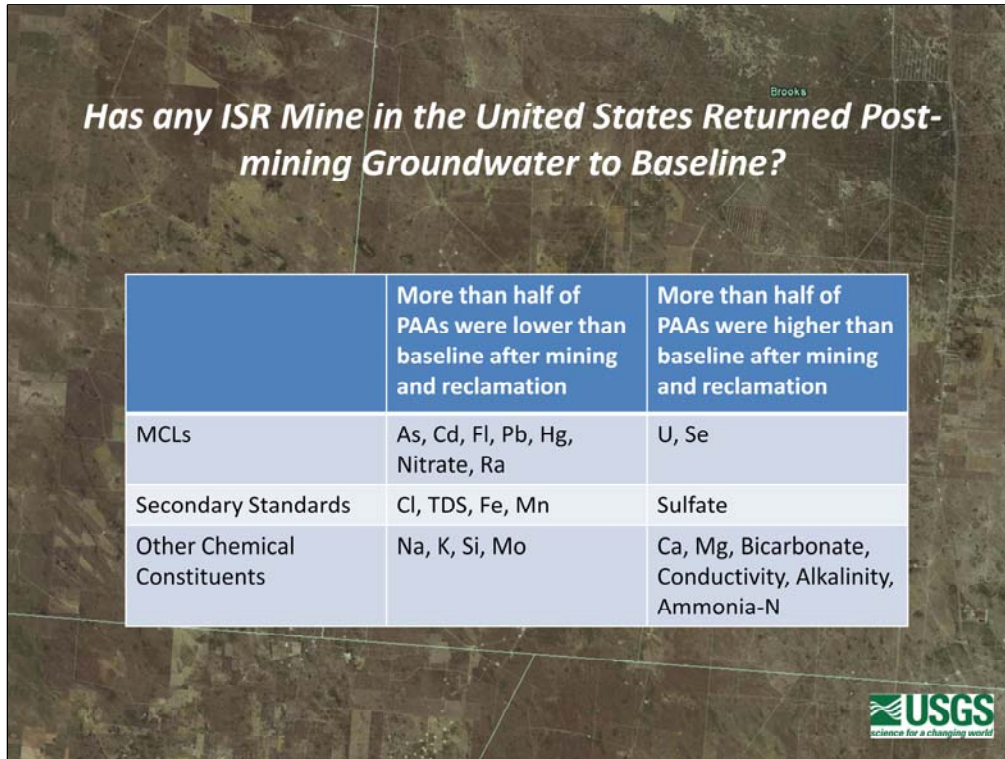 Brooks
Has any ISR Mine in the United States Returned Post-
mining Groundwater to Baseline?
More than half of
PAAs were lower than
baseline after mining
and reclamation
More than half of
PAAs were higher than
baseline after mining
and reclamation
MCLs
As, Cd, Fl, Pb, Hg,
Nitrate, Ra
U, Se
Secondary Standards
Cl, TDS, Fe, Mn
Sulfate
Other Chemical
Constituents
Na, K, Si, Mo
Ca, Mg, Bicarbonate,
Conductivity, Alkalinity,
Ammonia-N
USGS
science for a changing world